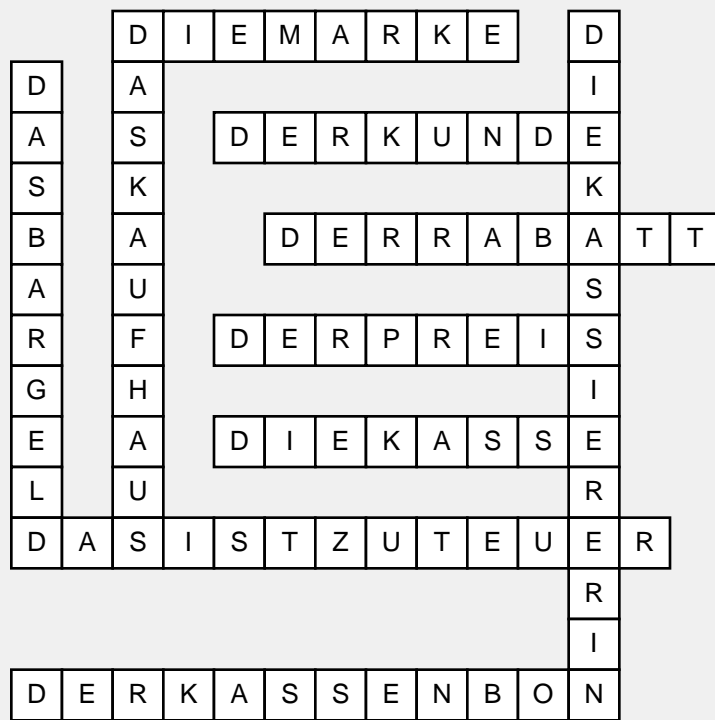 DIEMARKE
DASKAUFHAUS
DIEKASSIERERIN
DASBARGELD
DERKUNDE
DERRABATT
DERPREIS
DIEKASSE
DASISTZUTEUER
DERKASSENBON